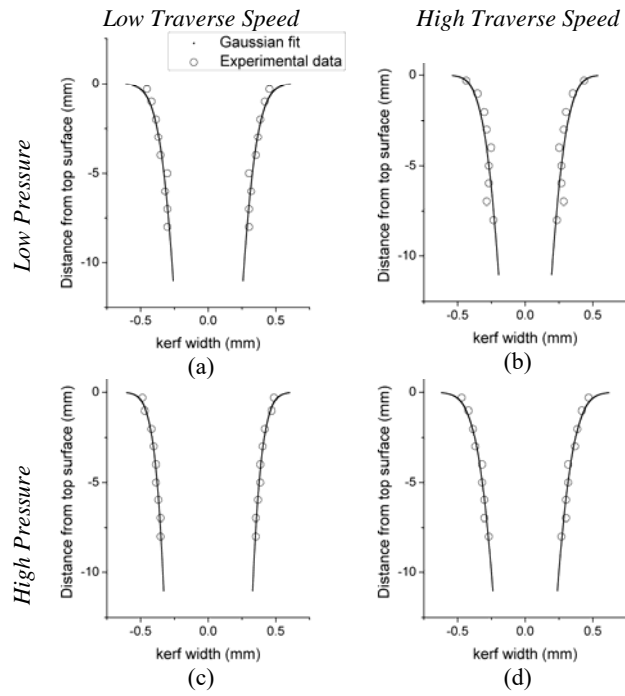 Low Traverse Speed
High Traverse Speed
Gaussian fit
Experimental data
Low Pressure
Distance from top surface (mm)
0
-5
-10
-0.5 0.0 0.5
kerf width (mm)
(a)
Distance from top surface (mm)
0
-5
-10
-0.5 0.0 0.5
kerf width (mm)
(b)
High Pressure
Distance from top surface (mm)
0
-5
-10
-0.5 0.0 0.5
kerf width (mm)
(c)
Distance from top surface (mm)
0
-5
-10
-0.5 0.0 0.5
kerf width (mm)
(d)